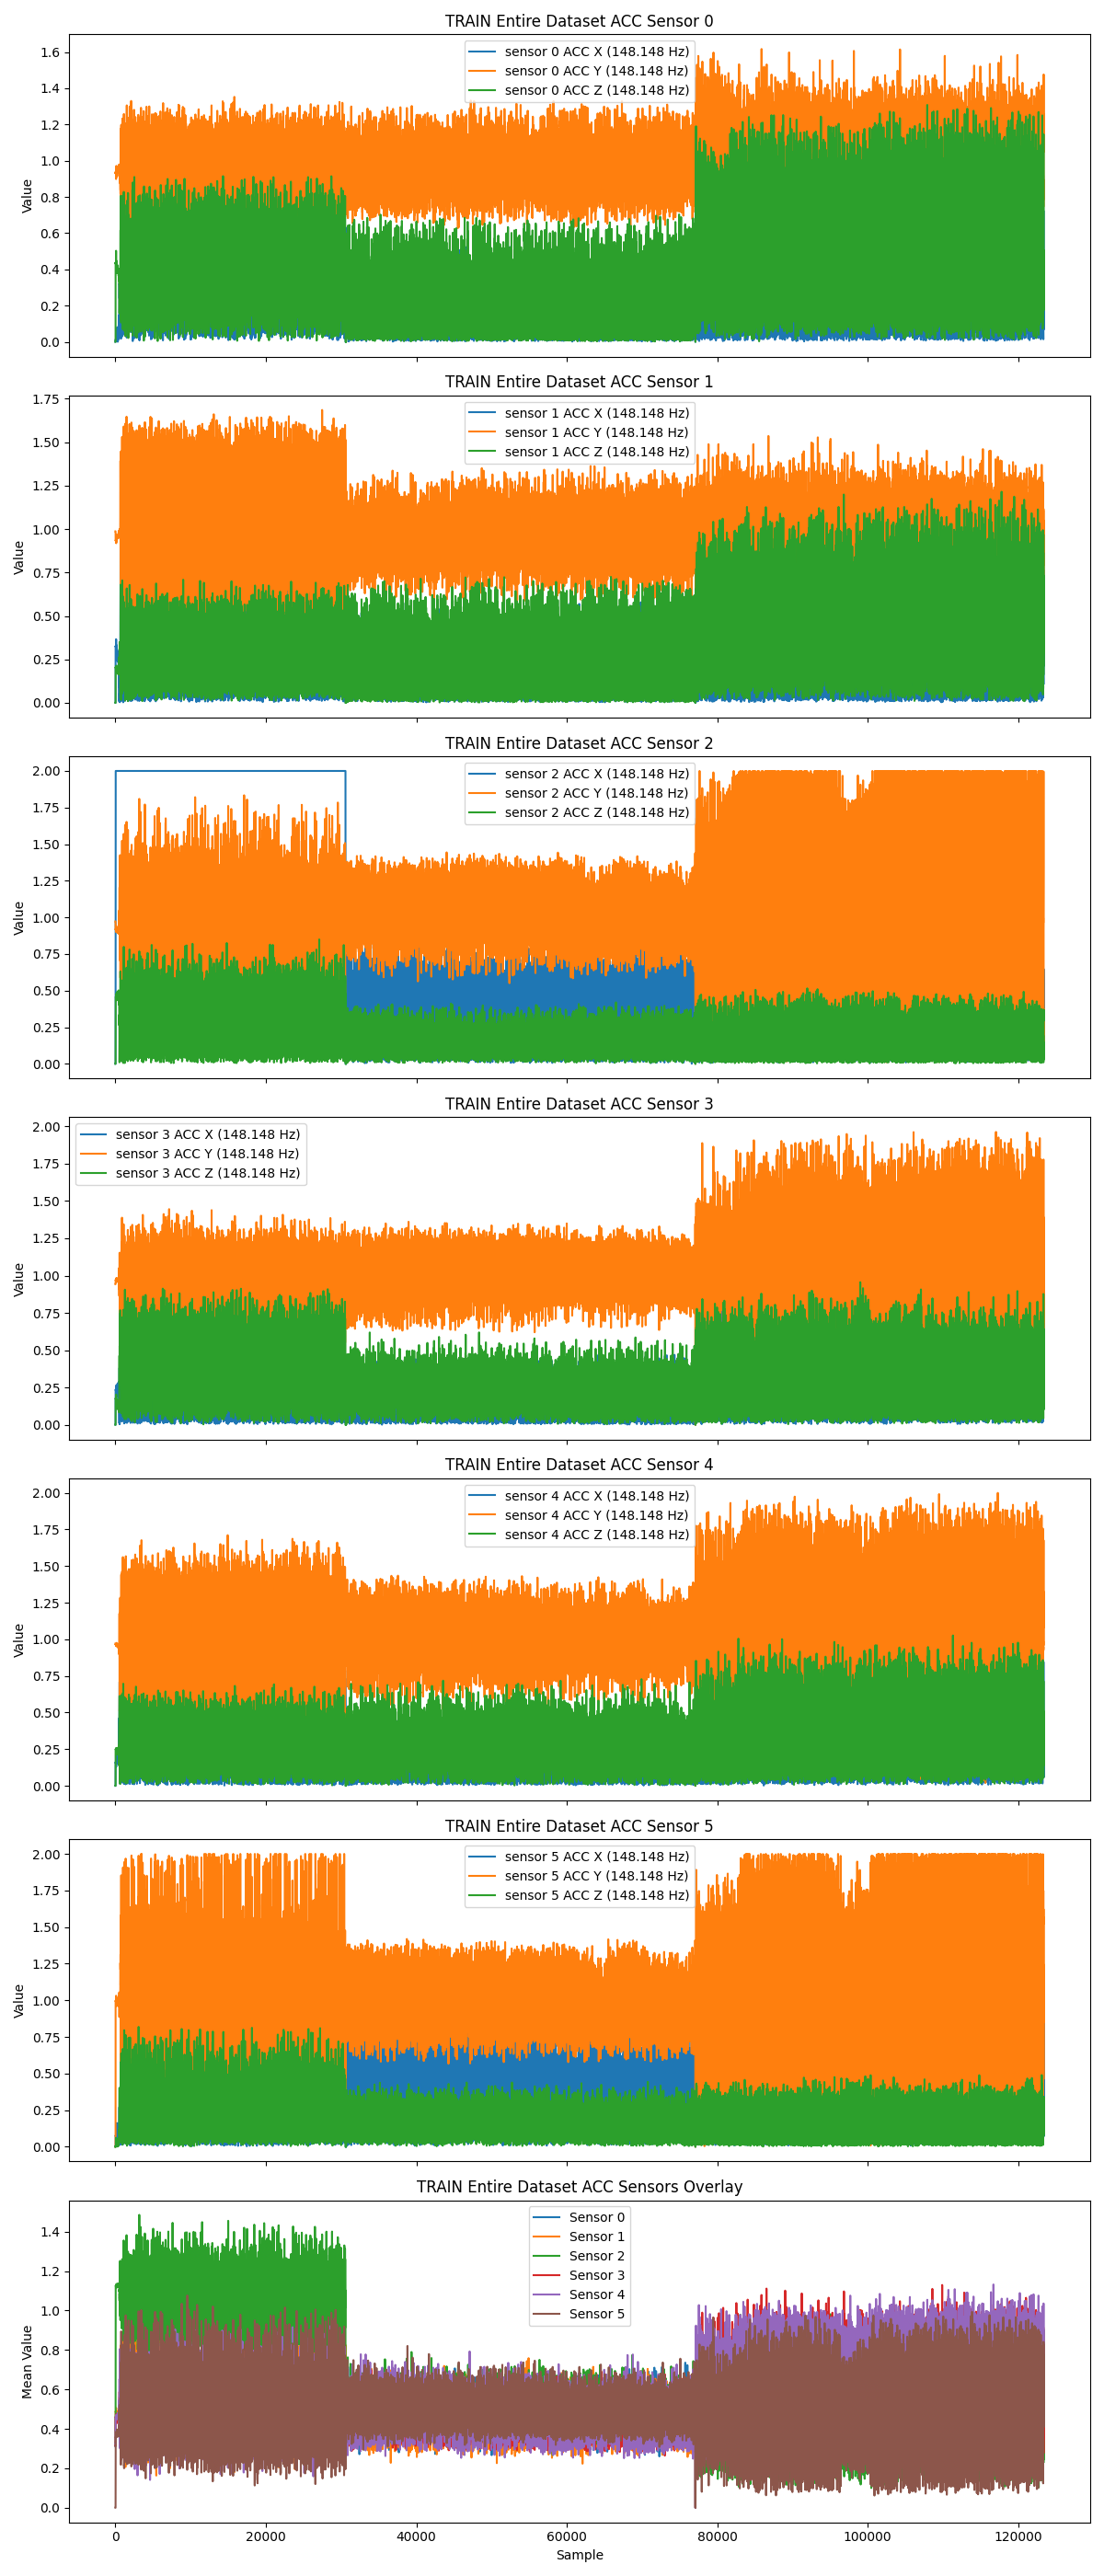 TRAIN Entire Dataset ACC Sensor 0
sensor 0 ACC X (148.148 Hz)
sensor 0 ACC Y (148.148 Hz)
sensor 0 ACC Z (148.148 Hz)
1.6
1.4
1.2
1.0
0.8
0.6
0.4
0.2
0.0
Value
TRAIN Entire Dataset ACC Sensor 1
sensor 1 ACC X (148.148 Hz)
sensor 1 ACC Y (148.148 Hz)
sensor 1 ACC Z (148.148 Hz)
1.75
1.50
1.25
1.00
0.75
0.50
0.25
0.00
Value
TRAIN Entire Dataset ACC Sensor 2
sensor 2 ACC X (148.148 Hz)
sensor 2 ACC Y (148.148 Hz)
sensor 2 ACC Z (148.148 Hz)
2.00
1.75
1.50
1.25
1.00
0.75
0.50
0.25
0.00
Value
TRAIN Entire Dataset ACC Sensor 3
sensor 3 ACC X (148.148 Hz)
sensor 3 ACC Y (148.148 Hz)
sensor 3 ACC Z (148.148 Hz)
2.00
1.75
1.50
1.25
1.00
0.75
0.50
0.25
0.00
Value
TRAIN Entire Dataset ACC Sensor 4
sensor 4 ACC X (148.148 Hz)
sensor 4 ACC Y (148.148 Hz)
sensor 4 ACC Z (148.148 Hz)
2.00
1.75
1.50
1.25
1.00
0.75
0.50
0.25
0.00
Value
TRAIN Entire Dataset ACC Sensor 5
sensor 5 ACC X (148.148 Hz)
sensor 5 ACC Y (148.148 Hz)
sensor 5 ACC Z (148.148 Hz)
2.00
1.75
1.50
1.25
1.00
0.75
0.50
0.25
0.00
Value
TRAIN Entire Dataset ACC Sensors Overlay
Sensor 0
Sensor 1
Sensor 2
Sensor 3
Sensor 4
Sensor 5
1.4
1.2
1.0
0.8
0.6
0.4
0.2
0.0
Mean Value
0 20000 40000 60000 80000 100000 120000
Sample